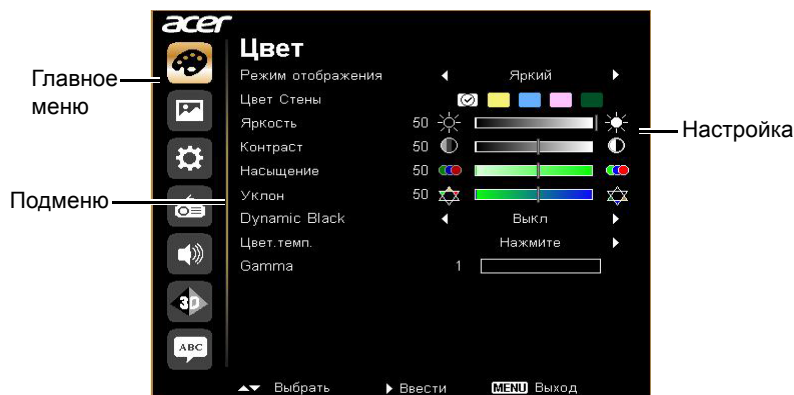 acer
Цвет
Главное
меню
Режим отображения Яркий
Цвет Стены
Яркость 50
Контраст 50
Настройка
Насыщение 50
Подменю
Уклон 50
Dynamic Black Выкл
Цвет.темп. Нажмите
Gamma 1
3D
ABC
Выбрать Ввести MENU Выход